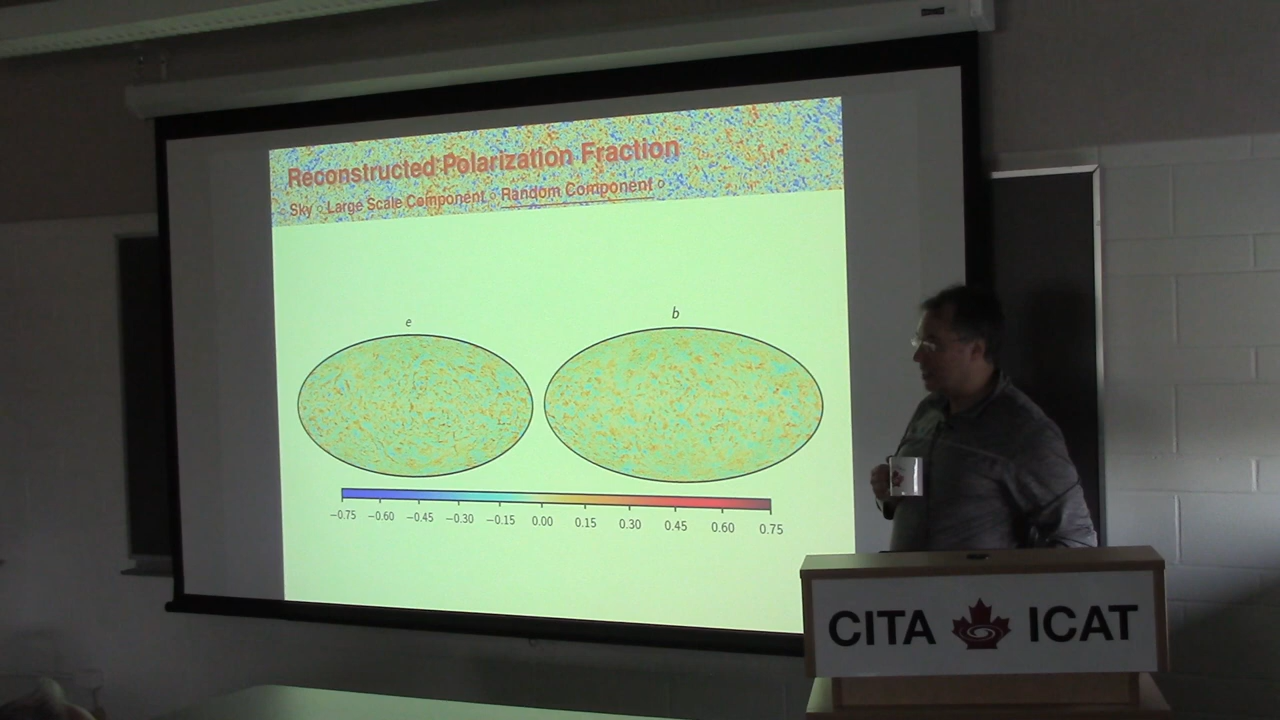 Reconstructed Polarization Fraction
Sky ○ Large Scale Component ○ Random Component ○
e
b
−0.75 −0.60 −0.45 −0.30 −0.15 0.00 0.15 0.30 0.45 0.60 0.75
CITA ICAT